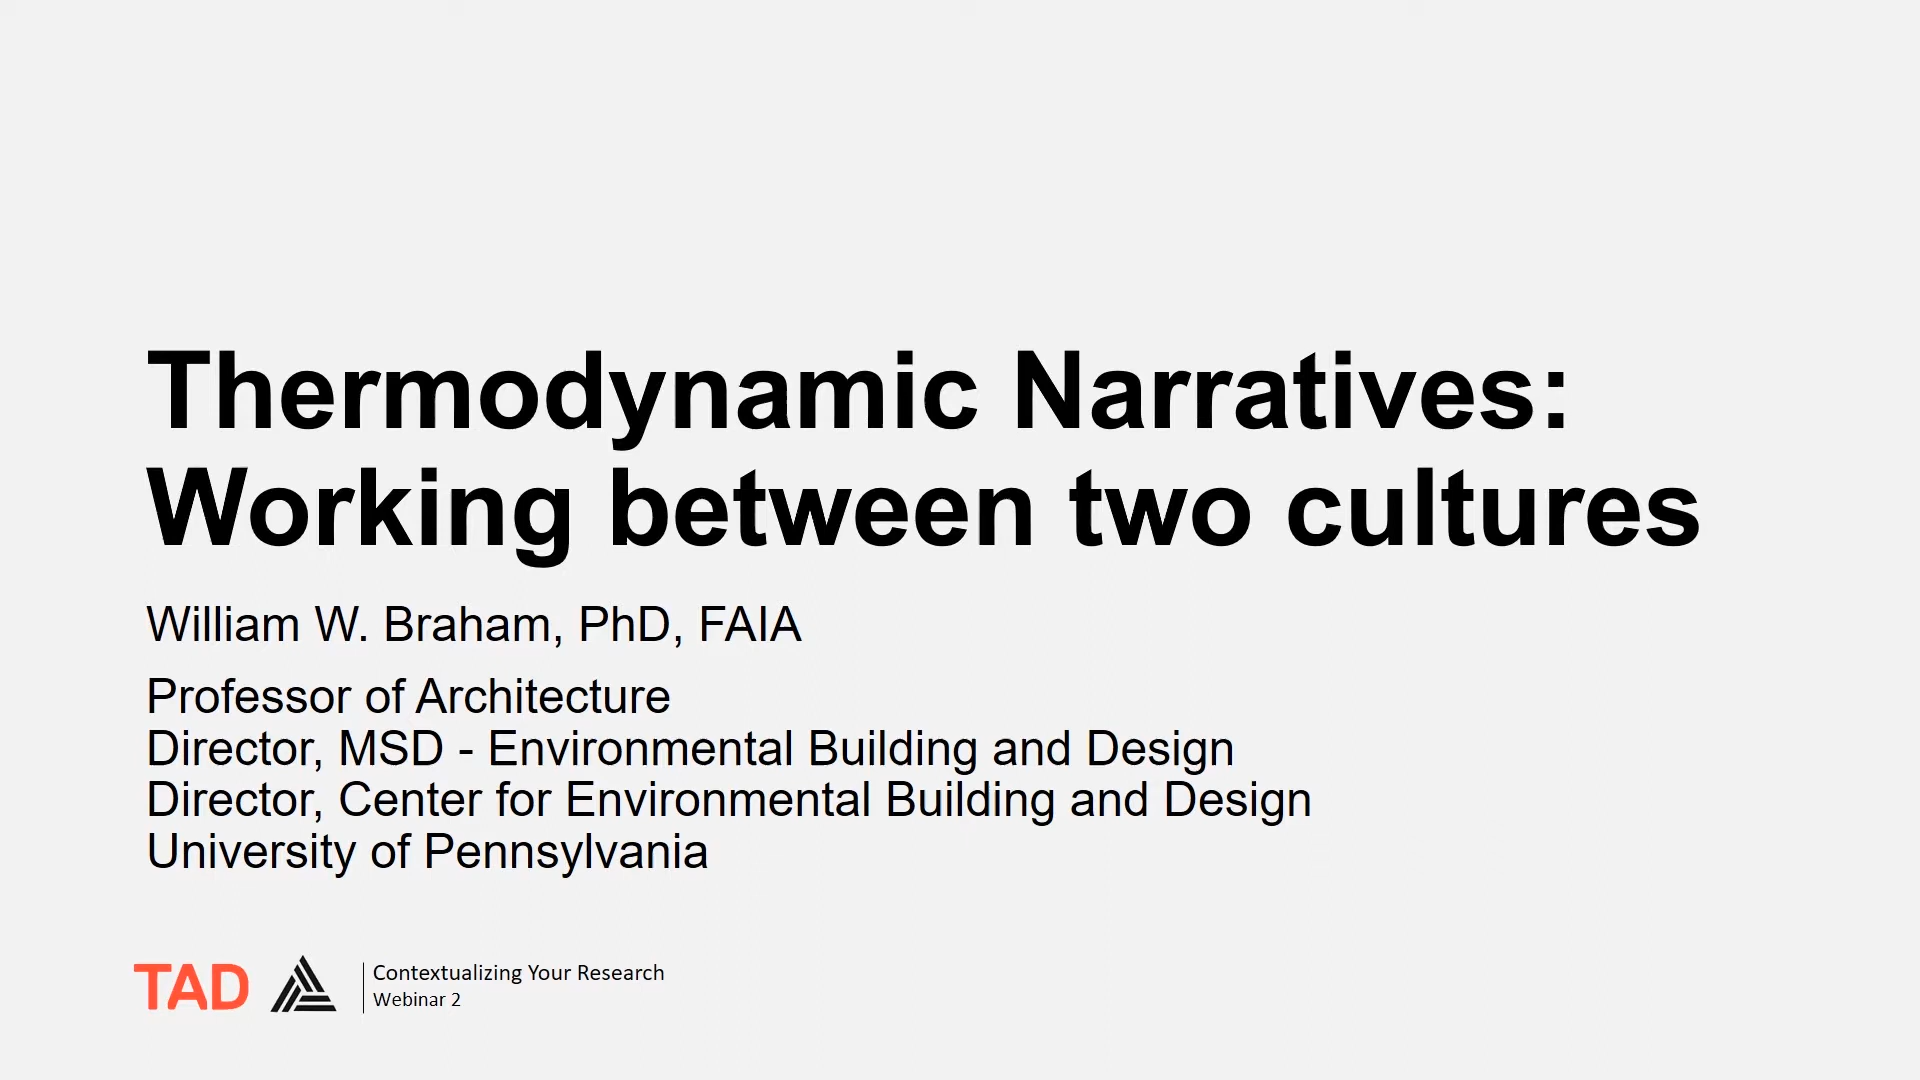 Thermodynamic Narratives:
Working between two cultures
William W. Braham, PhD, FAIA
Professor of Architecture
Director, MSD - Environmental Building and Design
Director, Center for Environmental Building and Design
University of Pennsylvania
TAD
Contextualizing Your Research
Webinar 2